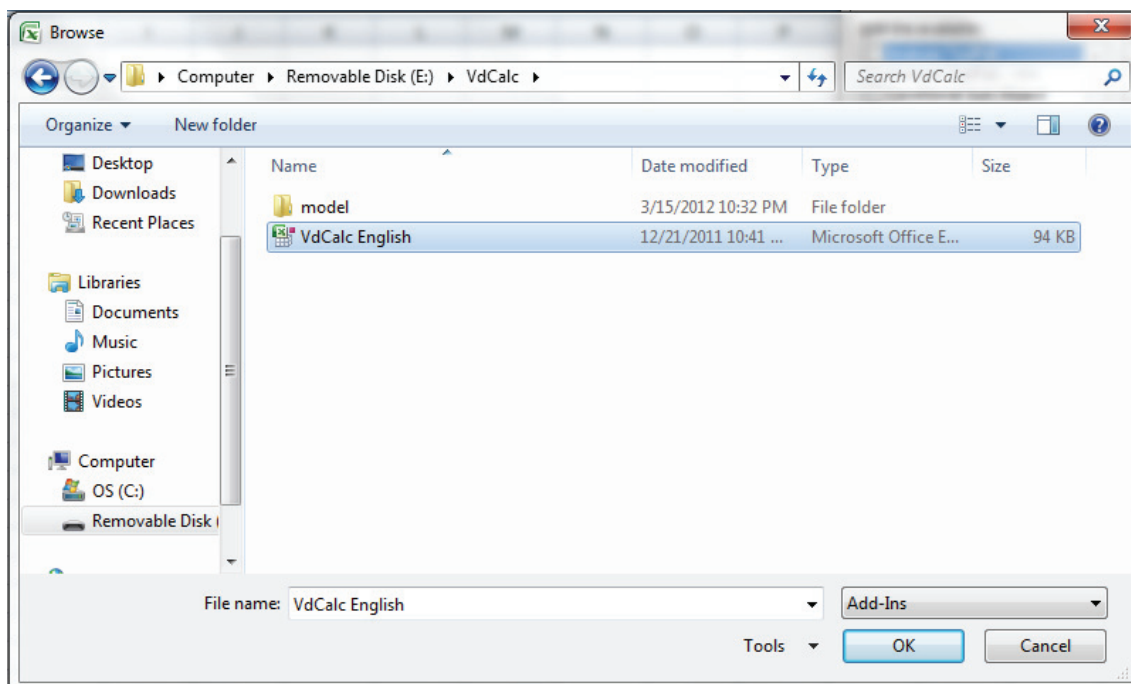 Browse
Computer Removable Disk (E:) VdCalc
Search VdCalc
Organize New folder
Name Date modified Type Size
Desktop
Downloads
Recent Places
Libraries
Documents
Music
Pictures
Videos
Computer
OS (C:)
Removable Disk (
model 3/15/2012 10:32 PM File folder
VdCalc English 12/21/2011 10:41 ... Microsoft Office E... 94 KB
File name: VdCalc English Add-Ins
Tools OK Cancel